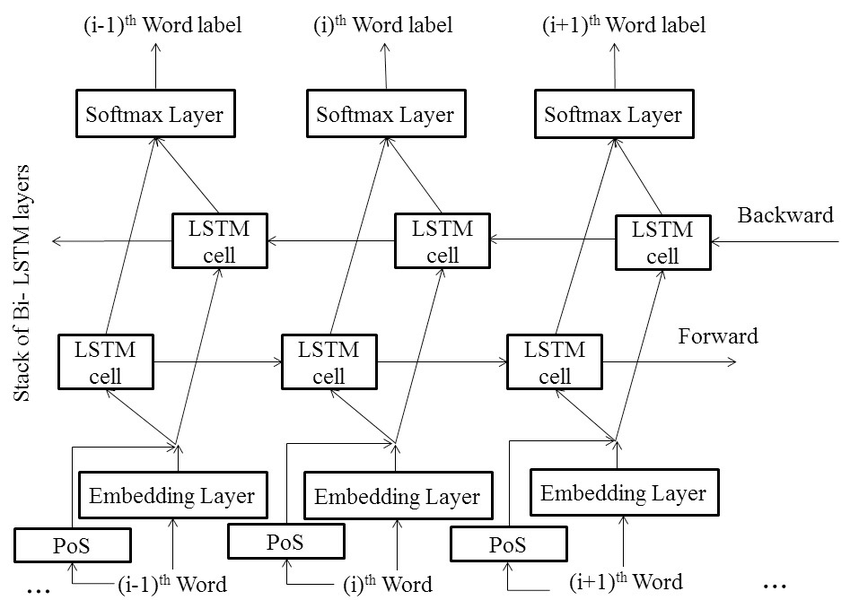 (i-1)th Word label (i)th Word label (i+1)th Word label
Softmax Layer Softmax Layer Softmax Layer
Stack of Bi- LSTM layers
Backward
LSTM cell
LSTM cell
LSTM cell
Forward
LSTM cell
LSTM cell
LSTM cell
Embedding Layer Embedding Layer Embedding Layer
PoS PoS PoS
... (i-1)th Word (i)th Word (i+1)th Word ...